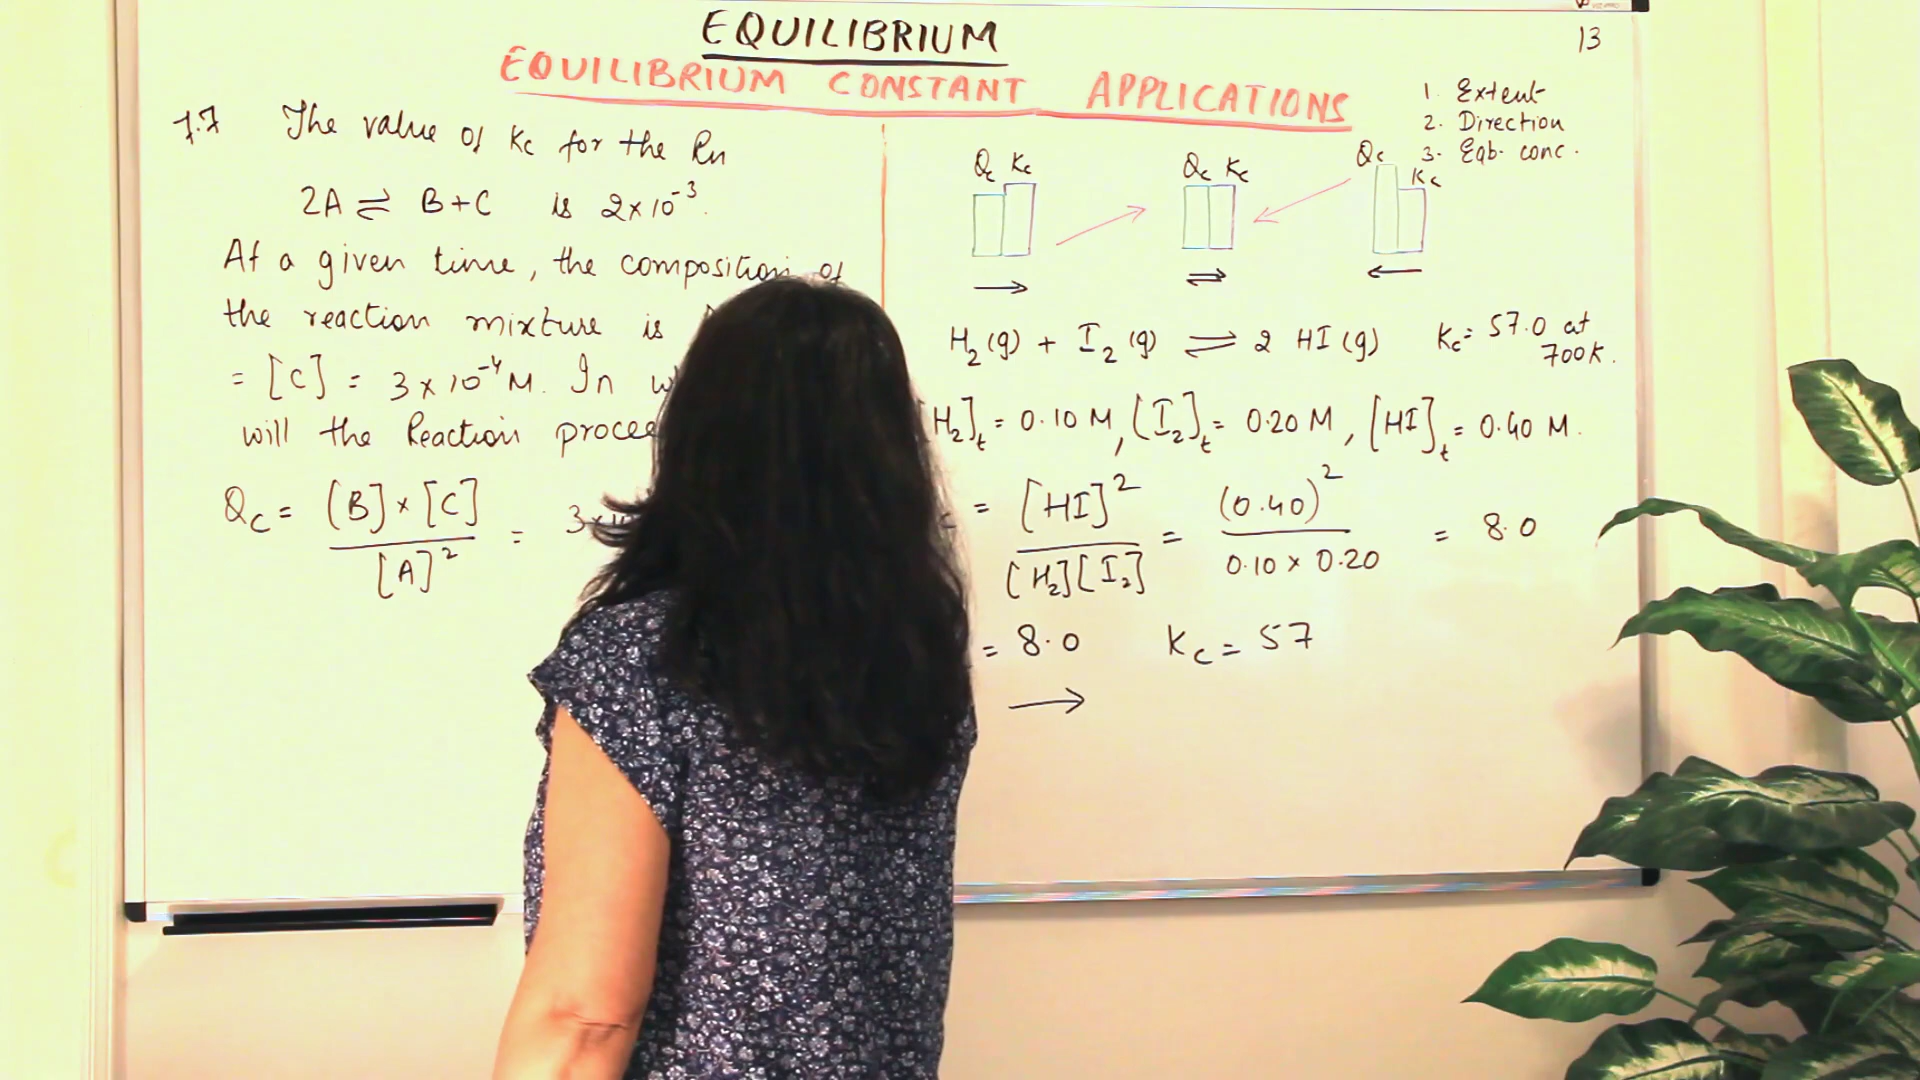 EQUILIBRIUM
13
EQUILIBRIUM CONSTANT APPLICATIONS
1. Extent
2. Direction
3. Eqb. conc.
7.7 The value of Kc for the Rn
2A ⇌ B+C is 2×10⁻³.
At a given time, the composition of
the reaction mixture is
= [C] = 3×10⁻⁴ M. In
will the Reaction
Qc = [B]×[C] / [A]² =
Qc Kc
Qc Kc
Qc Kc
→
⇌
←
H₂(g) + I₂(g) ⇌ 2 HI(g) Kc = 57.0 at 700K.
[H₂]t = 0.10 M, [I₂]t = 0.20 M, [HI]t = 0.40 M.
= [HI]² / [H₂][I₂] = (0.40)² / 0.10 × 0.20 = 8.0
= 8.0 Kc = 57
→